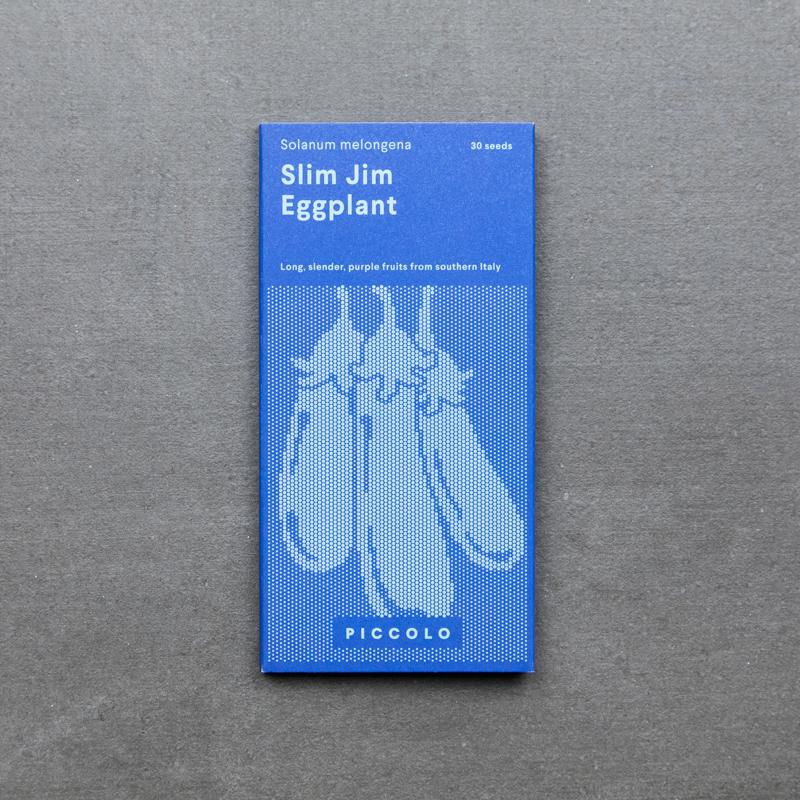 Solanum melongena
30 seeds
Slim Jim
Eggplant
Long, slender, purple fruits from southern Italy
PICCOLO